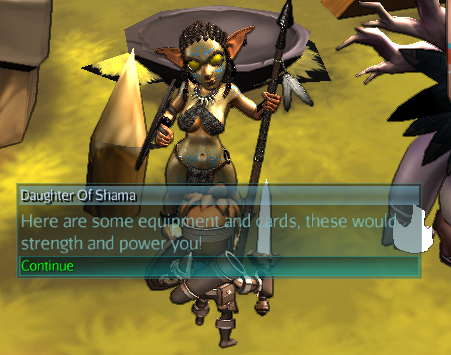 Daughter Of Shama
Here are some equipment and cards, these would
strength and power you!
Continue